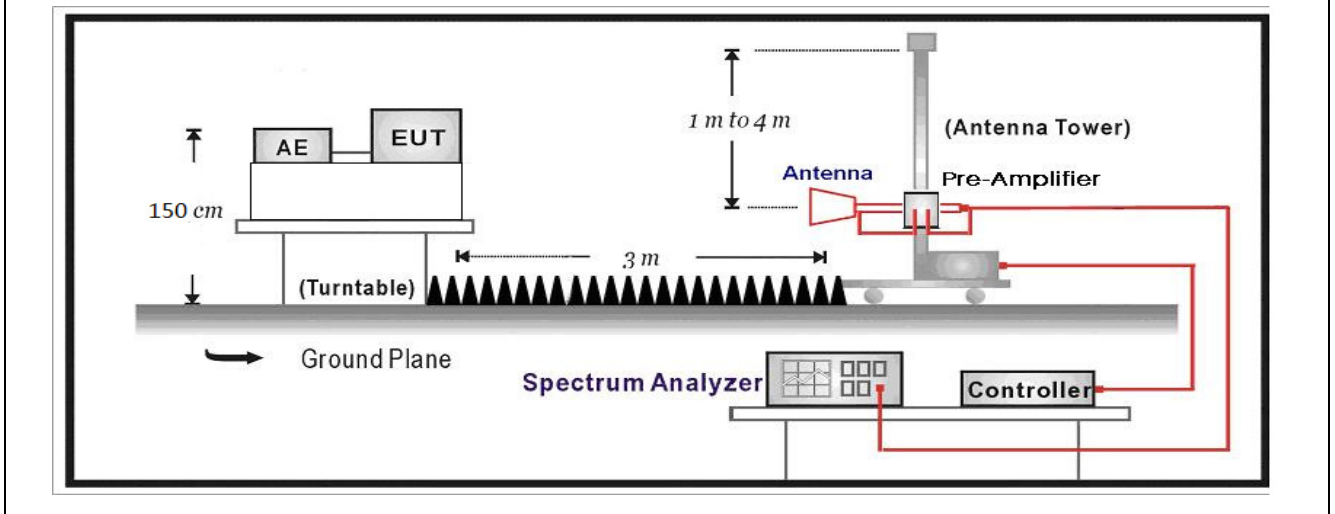 1 m to 4 m
(Antenna Tower)
AE
EUT
Antenna
Pre-Amplifier
150 cm
3 m
(Turntable)
Ground Plane
Spectrum Analyzer
Controller